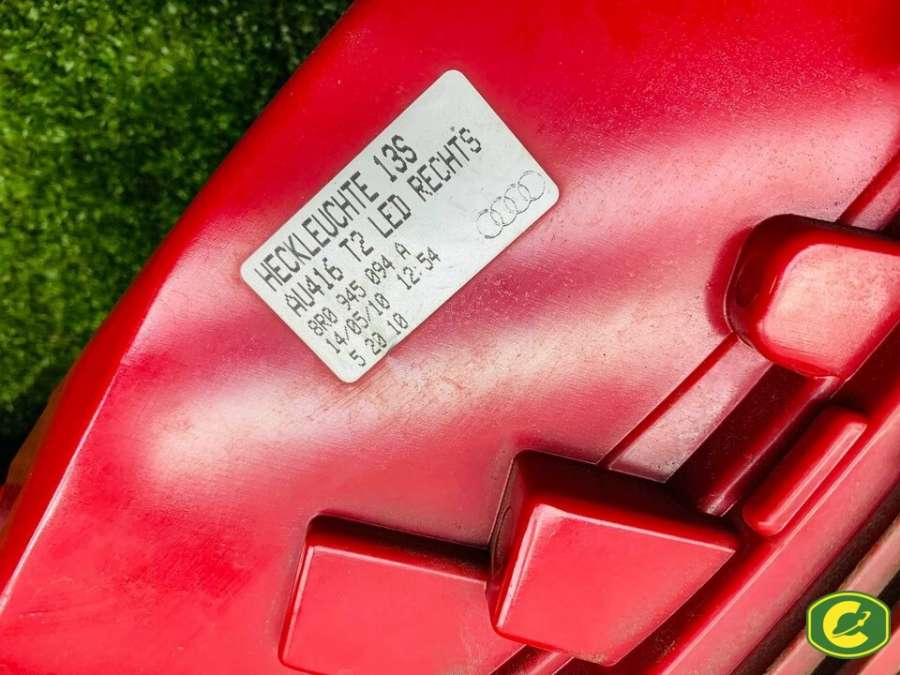 HECKLEUCHTE 13S
AU416 T2 LED RECHTS
8R0 945 094 A
14/05/10 12:54
5 20 10